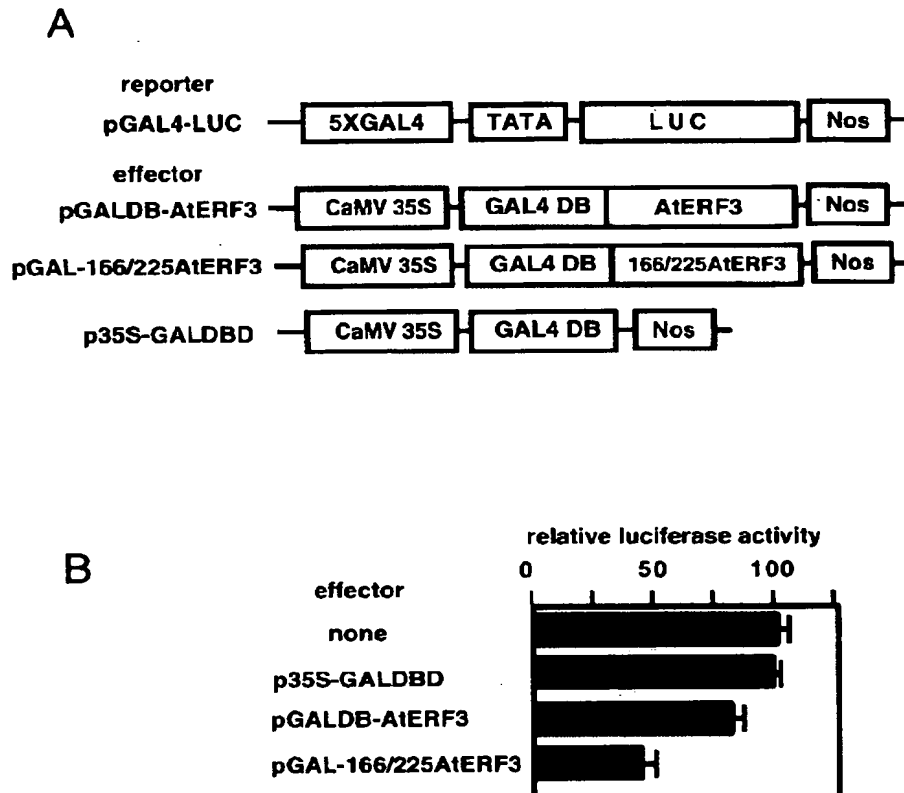 A
reporter
pGAL4-LUC 5XGAL4 TATA LUC Nos
effector
pGALDB-AtERF3 CaMV 35S GAL4 DB AtERF3 Nos
pGAL-166/225AtERF3 CaMV 35S GAL4 DB 166/225AtERF3 Nos
p35S-GALDBD CaMV 35S GAL4 DB Nos
B
relative luciferase activity
0 50 100
effector
none
p35S-GALDBD
pGALDB-AtERF3
pGAL-166/225AtERF3